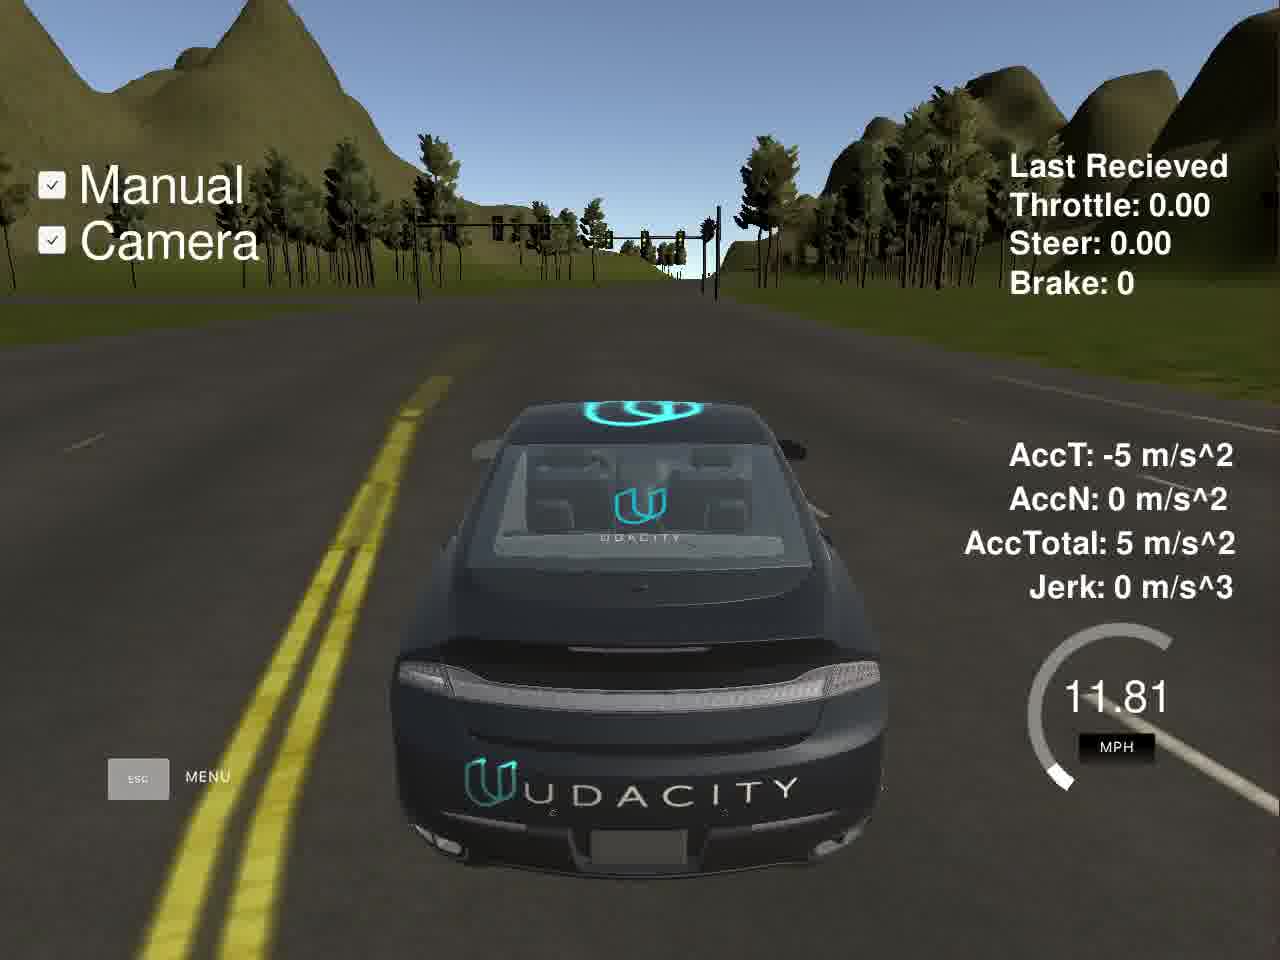 Manual
Camera
Last Recieved
Throttle: 0.00
Steer: 0.00
Brake: 0
AccT: -5 m/s^2
AccN: 0 m/s^2
AccTotal: 5 m/s^2
Jerk: 0 m/s^3
11.81
MPH
ESC MENU
UDACITY
UDACITY